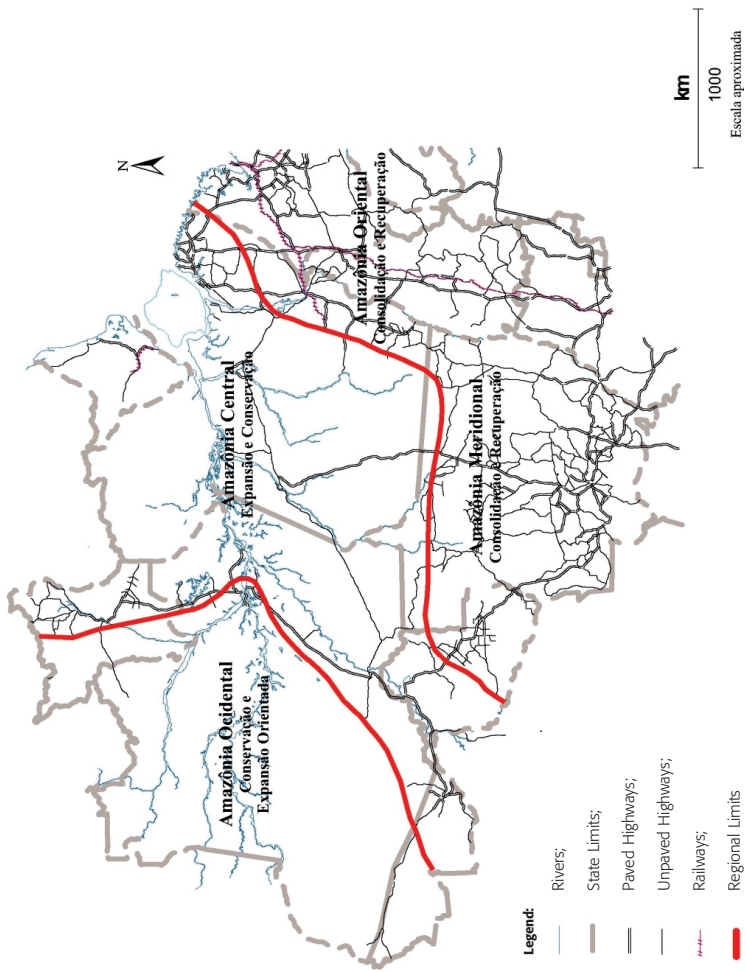 N
Amazônia Ocidental
Conservação e
Expansão Orientada
Amazônia Central
Expansão e Conservação
Amazônia Oriental
Consolidação e Recuperação
Amazônia Meridional
Consolidação e Recuperação
km
1000
Escala aproximada
Legend:
Rivers;
State Limits;
Paved Highways;
Unpaved Highways;
Railways;
Regional Limits